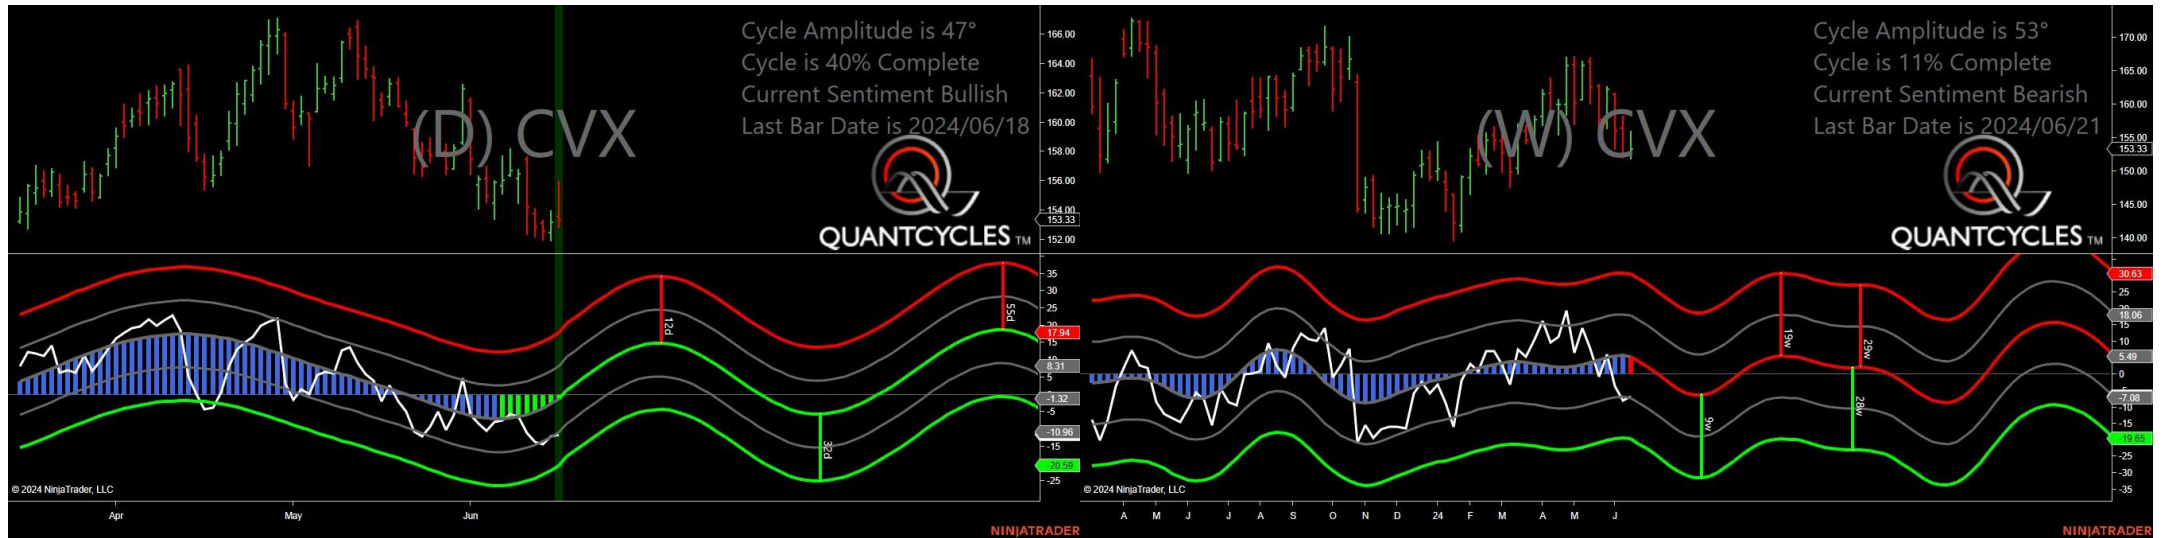 Cycle Amplitude is 47°
Cycle is 40% Complete
Current Sentiment Bullish
Last Bar Date is 2024/06/18
(D) CVX
QUANTCYCLES TM
166.00
164.00
162.00
160.00
158.00
156.00
154.00
153.33
152.00
35
30
25
20
17.94
15
10
8.31
5
-1.32
-5
-10.96
-15
-20.59
-25
12d
32d
55d
© 2024 NinjaTrader, LLC
Apr May Jun
NINJATRADER
Cycle Amplitude is 53°
Cycle is 11% Complete
Current Sentiment Bearish
Last Bar Date is 2024/06/21
(W) CVX
QUANTCYCLES TM
170.00
165.00
160.00
155.00
153.33
150.00
145.00
140.00
30.63
25
20
18.06
15
10
5.49
0
-7.08
-10
-15
-19.65
-25
-30
-35
9w
19w
28w
29w
© 2024 NinjaTrader, LLC
A M J J A S O N D 24 F M A M J
NINJATRADER